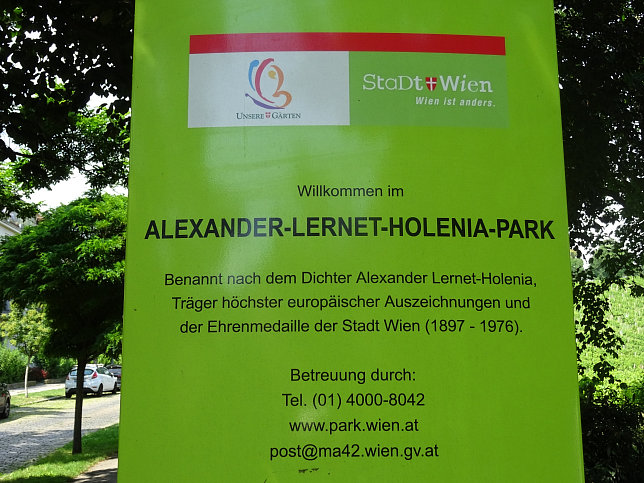 UNSERE GÄRTEN
StaDt Wien
Wien ist anders.
Willkommen im
ALEXANDER-LERNET-HOLENIA-PARK
Benannt nach dem Dichter Alexander Lernet-Holenia,
Träger höchster europäischer Auszeichnungen und
der Ehrenmedaille der Stadt Wien (1897 - 1976).
Betreuung durch:
Tel. (01) 4000-8042
www.park.wien.at
post@ma42.wien.gv.at